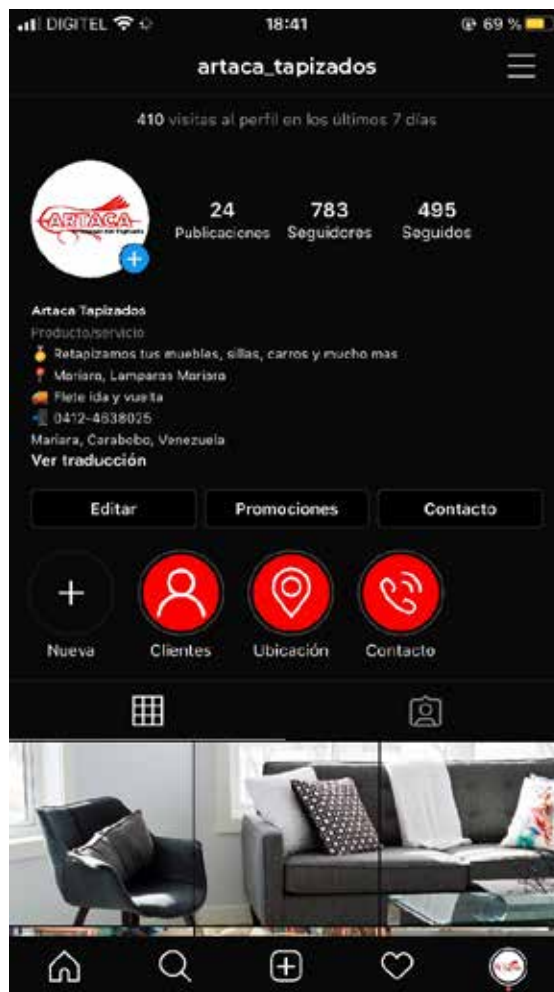 DIGITEL 18:41 69 %
artaca_tapizados
410 visitas al perfil en los últimos 7 días
24 783 495
Publicaciones Seguidores Seguidos
ARTACA
Artaca Tapizados
Producto/servicio
Retapizamos tus muebles, sillas, carros y mucho mas
Mariara, Lamparas Mariara
Flete ida y vuelta
0412-4638025
Mariara, Carabobo, Venezuela
Ver traducción
Editar Promociones Contacto
Nueva Clientes Ubicación Contacto